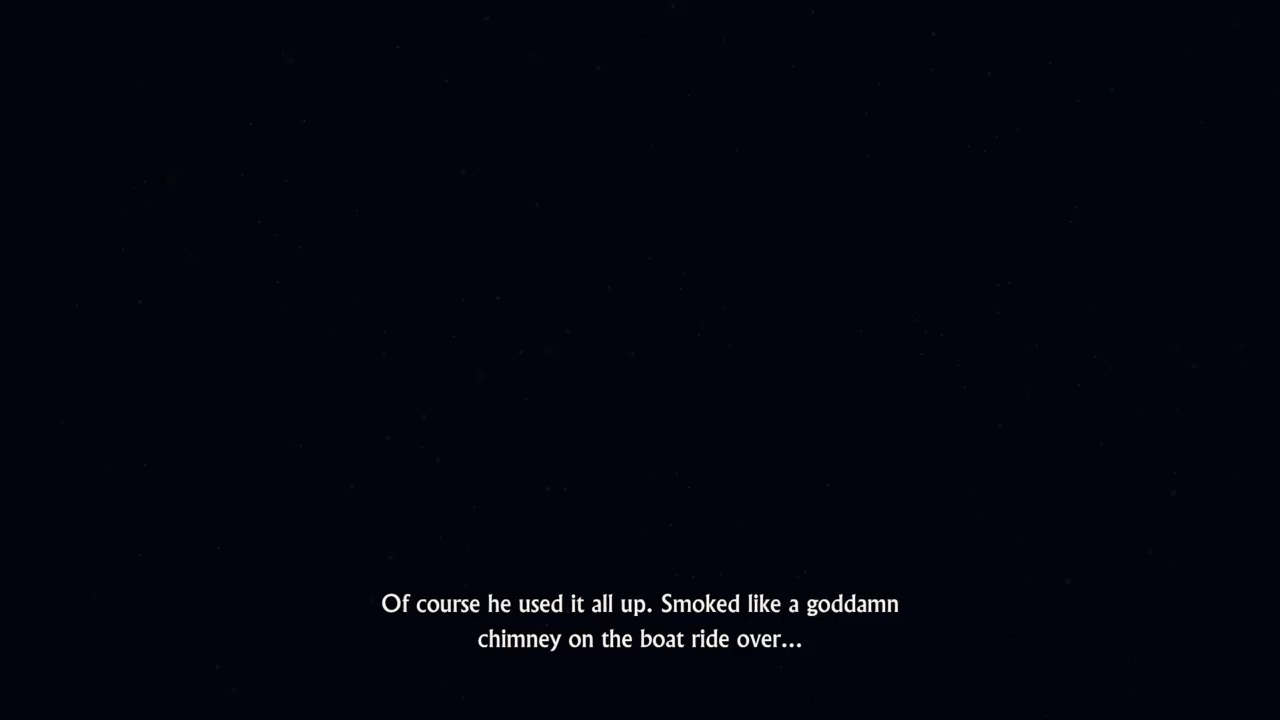 Of course he used it all up. Smoked like a goddamn
chimney on the boat ride over...